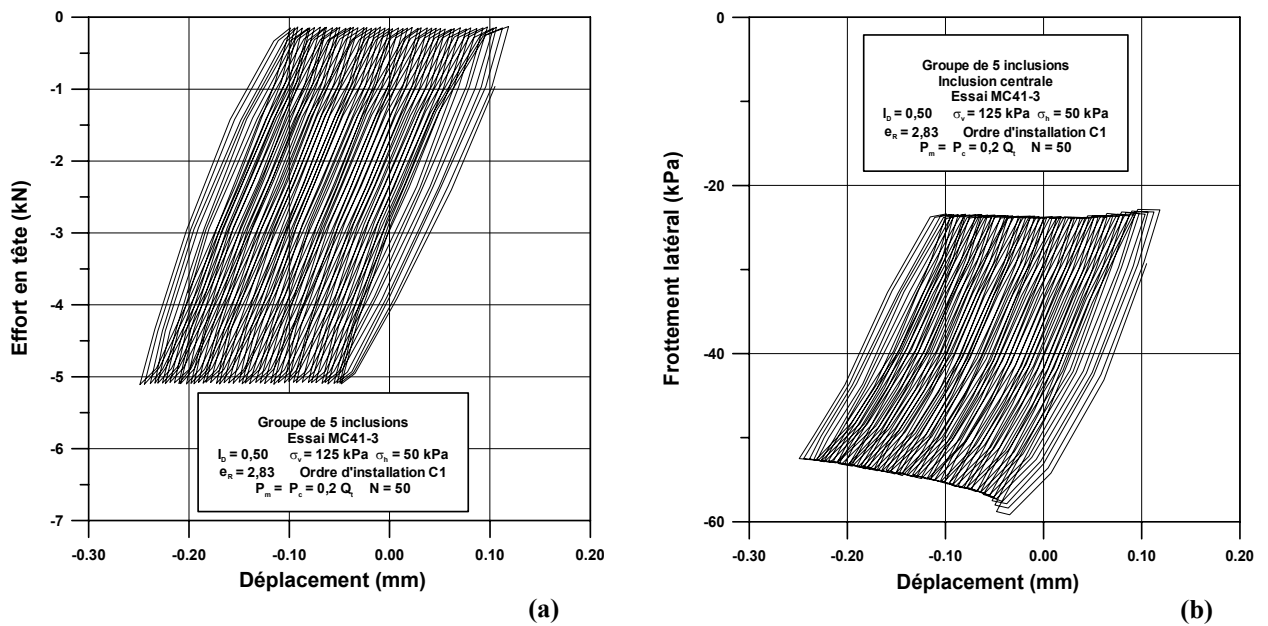 0
-1
-2
-3
-4
-5
-6
-7
Effort en tête (kN)
Groupe de 5 inclusions
Essai MC41-3
I_D = 0,50 σ_v = 125 kPa σ_h = 50 kPa
e_R = 2,83 Ordre d'installation C1
P_m = P_c = 0,2 Q_t N = 50
-0.30 -0.20 -0.10 0.00 0.10 0.20
Déplacement (mm)
(a)
0
-20
-40
-60
Frottement latéral (kPa)
Groupe de 5 inclusions
Inclusion centrale
Essai MC41-3
I_D = 0,50 σ_v = 125 kPa σ_h = 50 kPa
e_R = 2,83 Ordre d'installation C1
P_m = P_c = 0,2 Q_t N = 50
-0.30 -0.20 -0.10 0.00 0.10 0.20
Déplacement (mm)
(b)